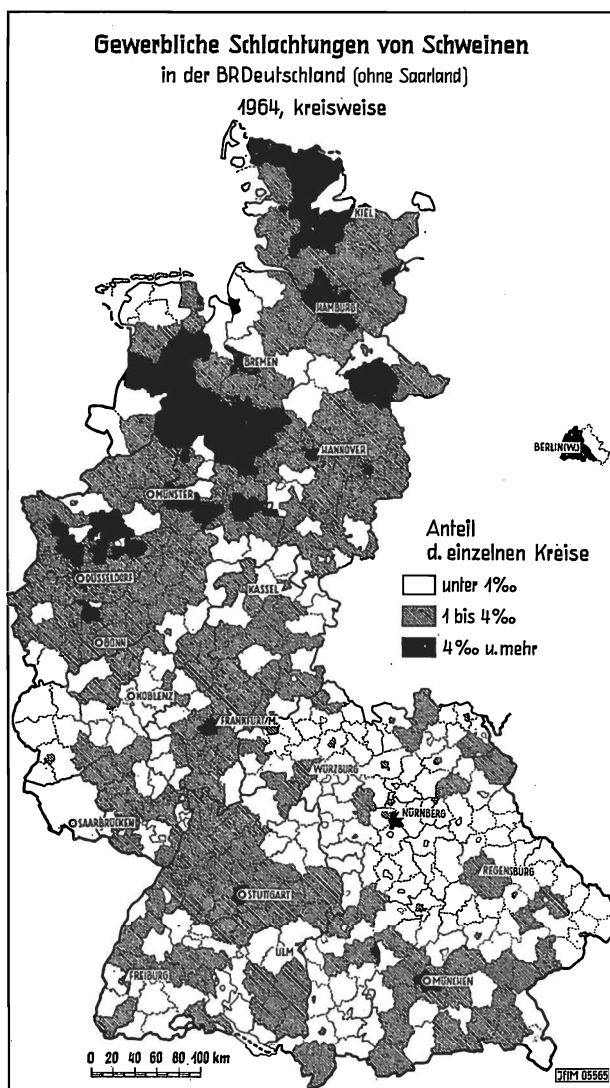 Gewerbliche Schlachtungen von Schweinen
in der BRDeutschland (ohne Saarland)
1964, kreisweise
KIEL
HAMBURG
BREMEN
HANNOVER
BERLIN(W.)
MÜNSTER
Anteil
d. einzelnen Kreise
unter 1‰
1 bis 4‰
4‰ u. mehr
DÜSSELDORF
KASSEL
BONN
KOBLENZ
FRANKFURT/M.
WÜRZBURG
NÜRNBERG
SAARBRÜCKEN
REGENSBURG
STUTTGART
ULM
FREIBURG
MÜNCHEN
0 20 40 60 80 100 km
JfIM 05565